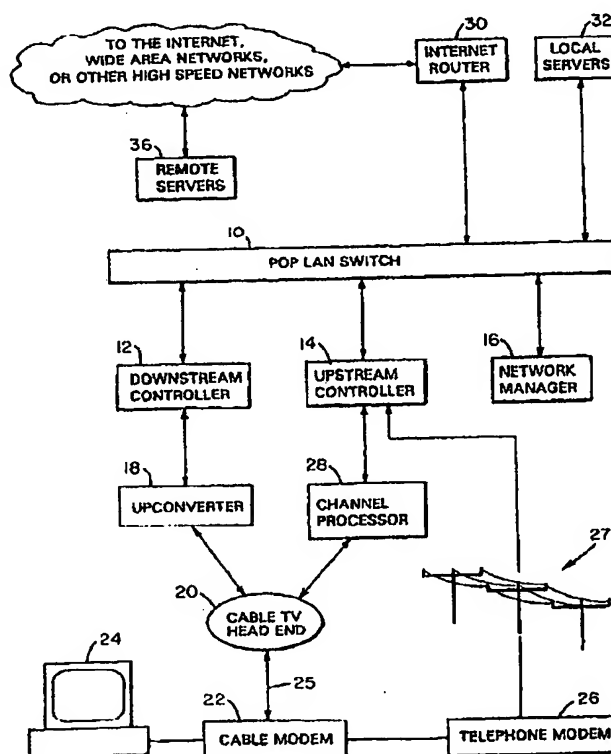 TO THE INTERNET,
WIDE AREA NETWORKS,
OR OTHER HIGH SPEED NETWORKS
30
INTERNET
ROUTER
32
LOCAL
SERVERS
36
REMOTE
SERVERS
10
POP LAN SWITCH
12
DOWNSTREAM
CONTROLLER
14
UPSTREAM
CONTROLLER
16
NETWORK
MANAGER
18
UPCONVERTER
28
CHANNEL
PROCESSOR
27
20
CABLE TV
HEAD END
24
25
22
CABLE MODEM
26
TELEPHONE MODEM